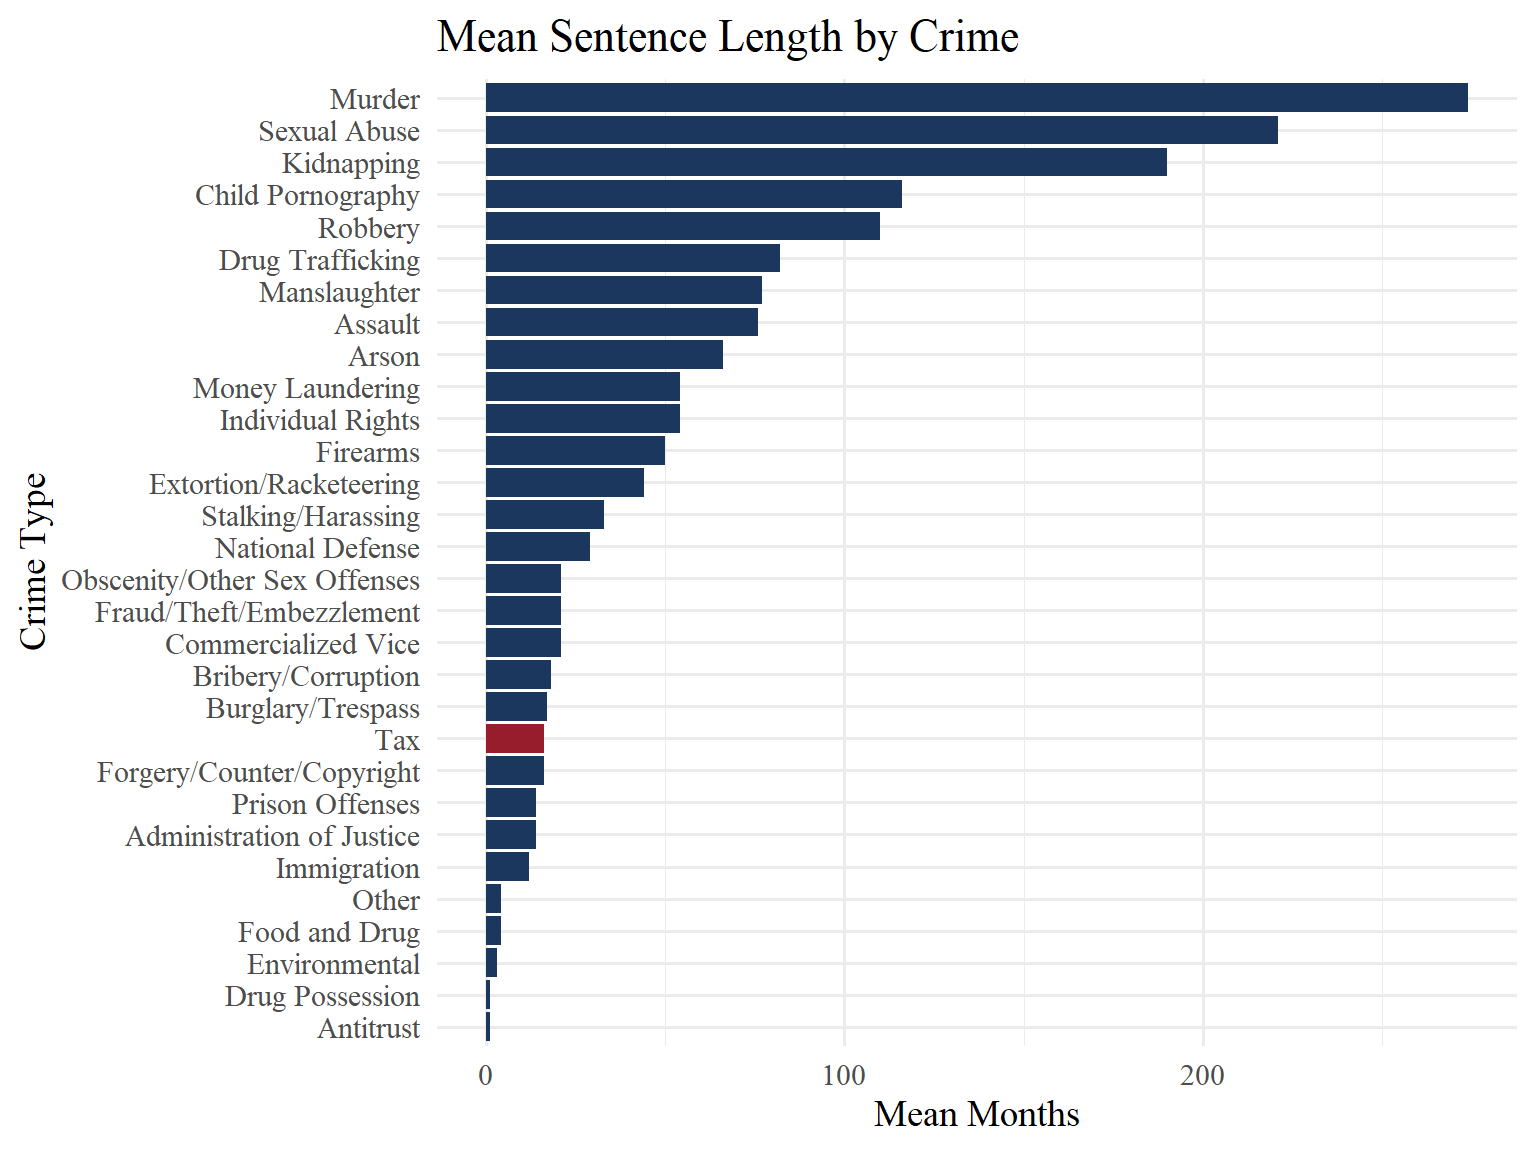 Mean Sentence Length by Crime
Murder
Sexual Abuse
Kidnapping
Child Pornography
Robbery
Drug Trafficking
Manslaughter
Assault
Arson
Money Laundering
Individual Rights
Firearms
Extortion/Racketeering
Stalking/Harassing
National Defense
Obscenity/Other Sex Offenses
Fraud/Theft/Embezzlement
Commercialized Vice
Bribery/Corruption
Burglary/Trespass
Tax
Forgery/Counter/Copyright
Prison Offenses
Administration of Justice
Immigration
Other
Food and Drug
Environmental
Drug Possession
Antitrust
Crime Type
0 100 200
Mean Months